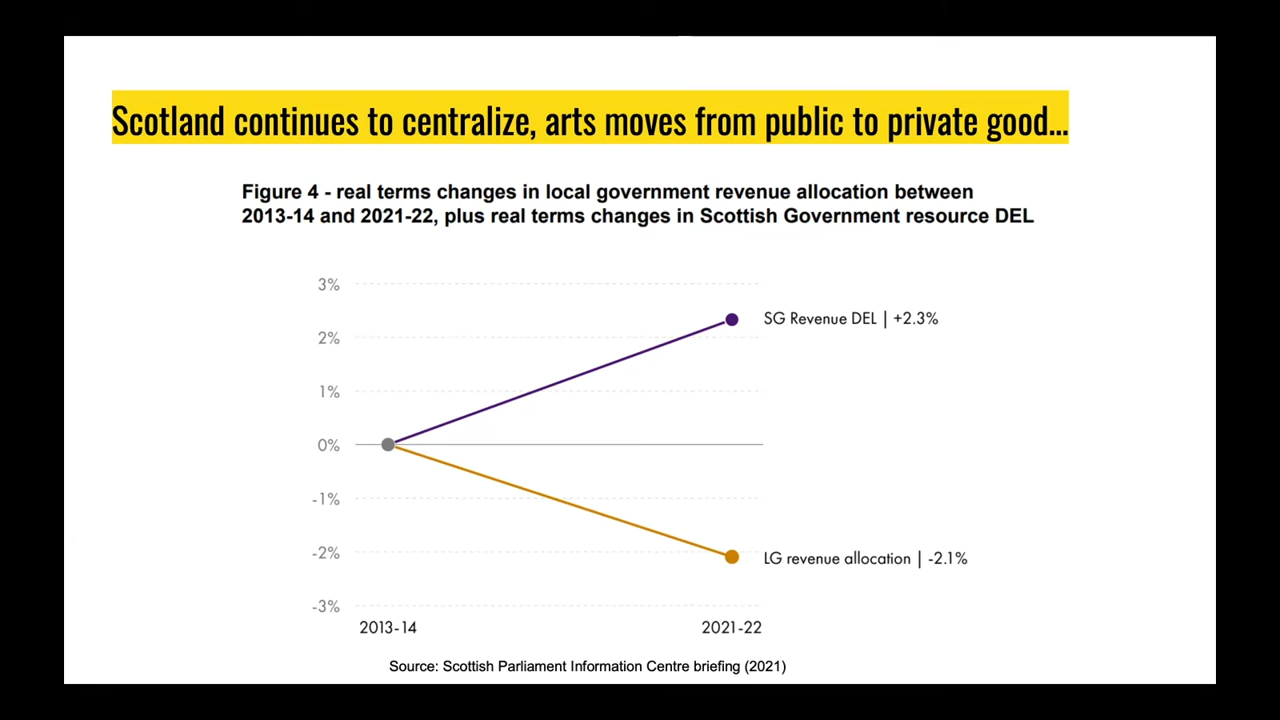 Scotland continues to centralize, arts moves from public to private good...
Figure 4 - real terms changes in local government revenue allocation between
2013-14 and 2021-22, plus real terms changes in Scottish Government resource DEL
3%
SG Revenue DEL | +2.3%
2%
1%
0%
-1%
-2%
LG revenue allocation | -2.1%
-3%
2013-14
2021-22
Source: Scottish Parliament Information Centre briefing (2021)